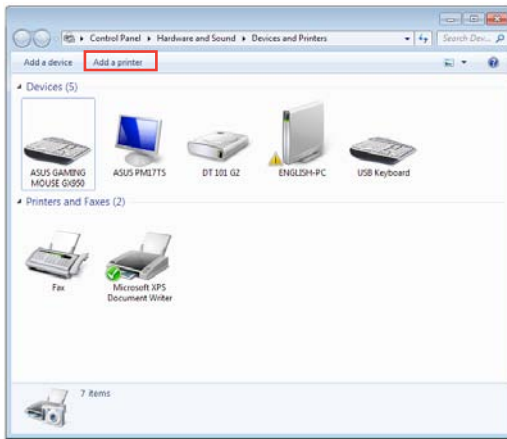 Control Panel ▸ Hardware and Sound ▸ Devices and Printers
Search Dev...
Add a device Add a printer
Devices (5)
ASUS GAMING MOUSE GX950
ASUS PM17TS
DT 101 G2
ENGLISH-PC
USB Keyboard
Printers and Faxes (2)
Fax
Microsoft XPS Document Writer
7 items